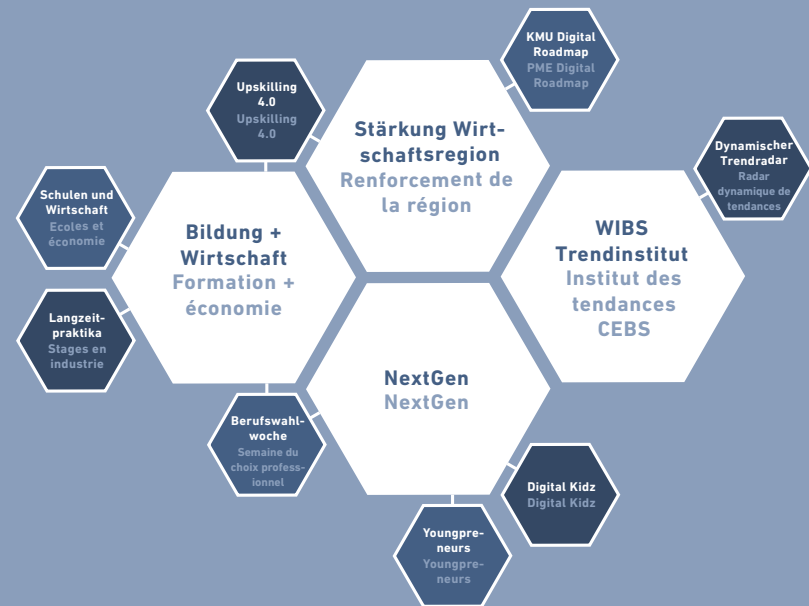 KMU Digital
Roadmap
PME Digital
Roadmap
Upskilling
4.0
Upskilling
4.0
Stärkung Wirt-
schaftsregion
Renforcement de
la région
Dynamischer
Trendradar
Radar
dynamique de
tendances
Schulen und
Wirtschaft
Ecoles et
économie
Bildung +
Wirtschaft
Formation +
économie
WIBS
Trendinstitut
Institut des
tendances
CEBS
Langzeit-
praktika
Stages en
industrie
NextGen
NextGen
Berufswahl-
woche
Semaine du
choix profess-
ionnel
Digital Kidz
Digital Kidz
Youngpre-
neurs
Youngpre-
neurs